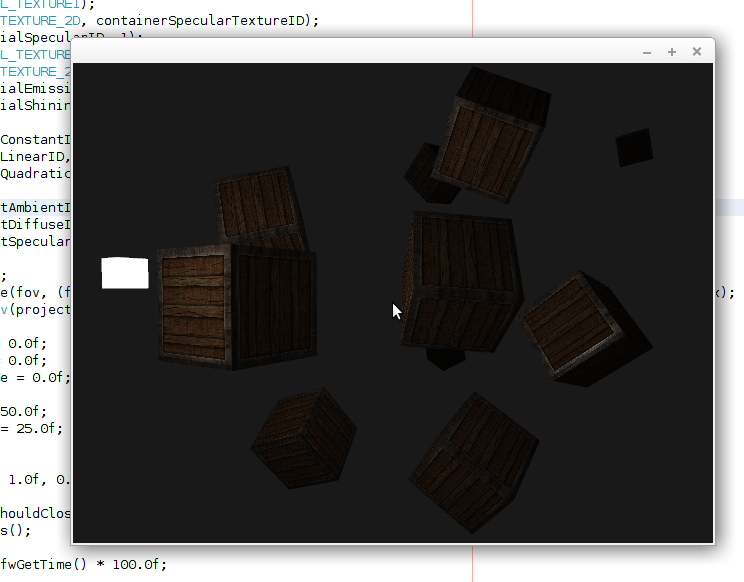 L_TEXTURE1);
TEXTURE_2D, containerSpecularTextureID);
ialSpecularID, 1);
L_TEXTURE
TEXTURE_2
ialEmissi
ialShinin
ConstantI
LinearID,
Quadratic
tAmbientI
tDiffuseI
tSpecular
;
e(fov, (f
x);
v(project
0.0f;
0.0f;
e = 0.0f;
50.0f;
= 25.0f;
1.0f, 0.
houldClos
s();
fwGetTime() * 100.0f;